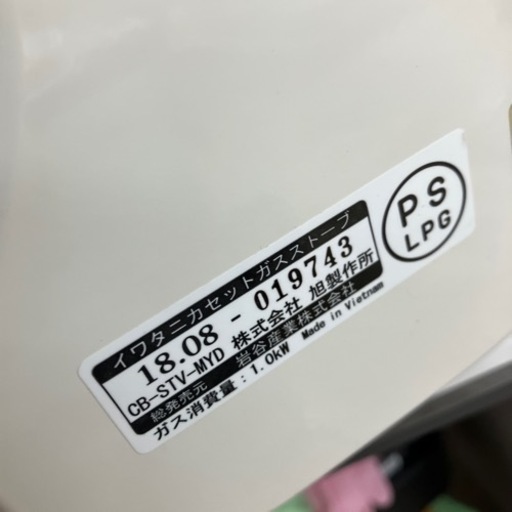 イワタニカセットガスストーブ
18.08 - 019743
CB-STV-MYD 株式会社 旭製作所
総発売元 岩谷産業株式会社
ガス消費量：1.0kW Made in Vietnam
PS
LPG